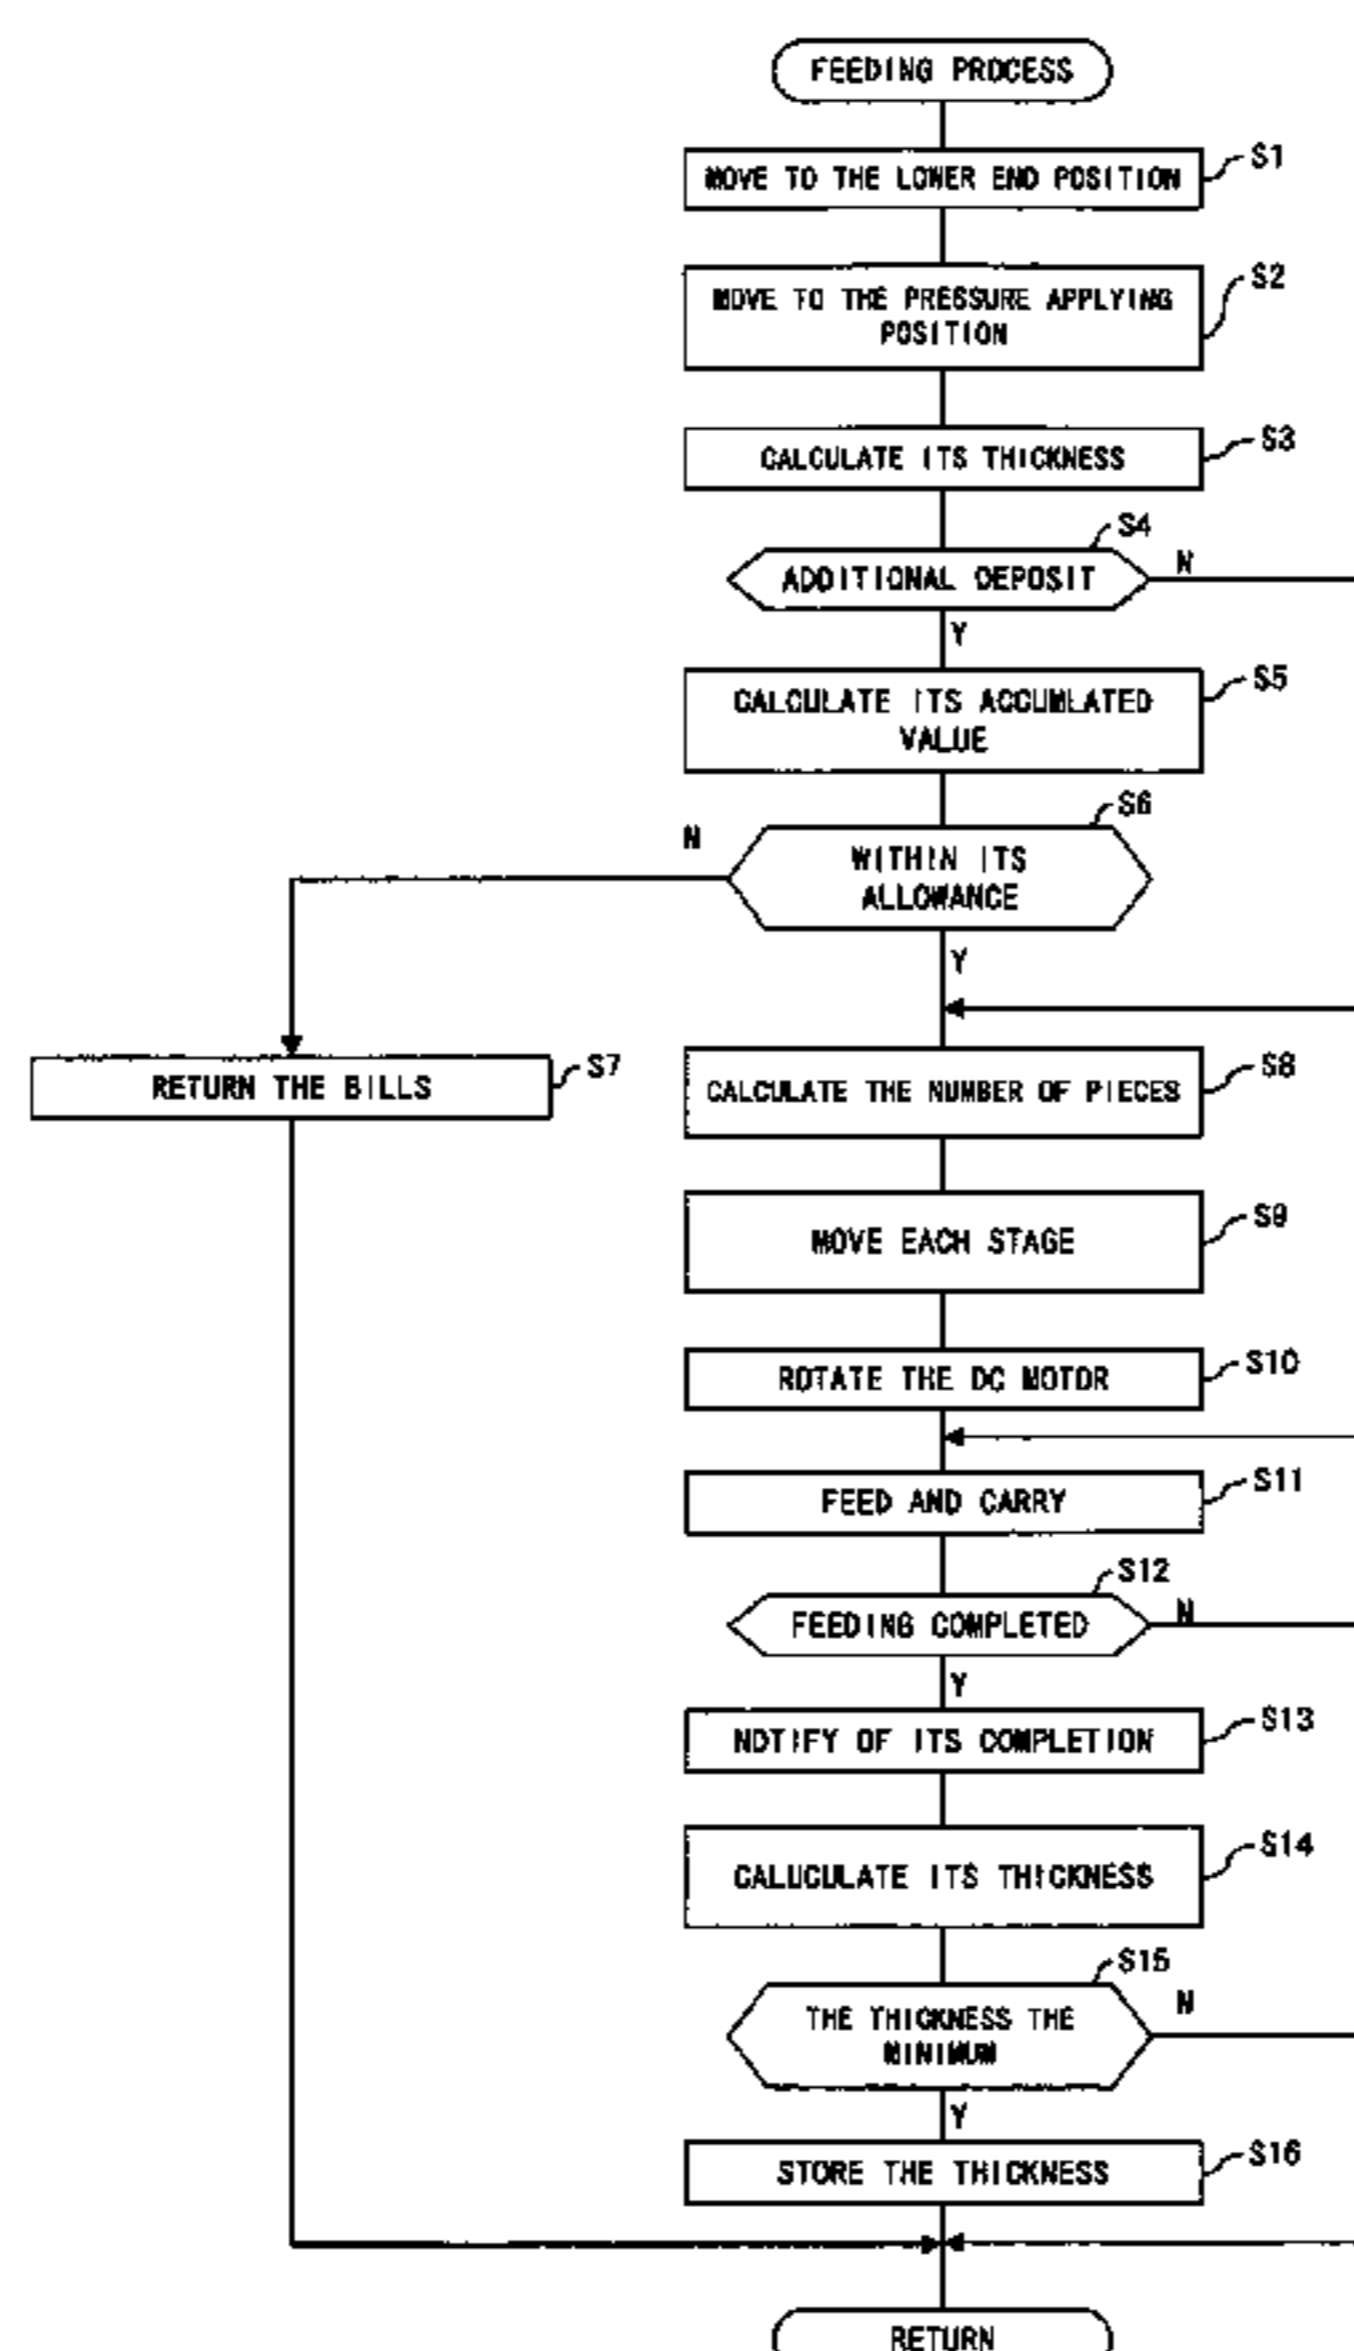 FEEDING PROCESS
MOVE TO THE LOWER END POSITION
S1
MOVE TO THE PRESSURE APPLYING
POSITION
S2
CALCULATE ITS THICKNESS
S3
S4
ADDITIONAL DEPOSIT
N
Y
CALCULATE ITS ACCUMLATED
VALUE
S5
S6
N
WITHIN ITS
ALLOWANCE
Y
RETURN THE BILLS
S7
CALCULATE THE NUMBER OF PIECES
S8
MOVE EACH STAGE
S9
ROTATE THE DC MOTOR
S10
FEED AND CARRY
S11
S12
FEEDING COMPLETED
N
Y
NOTIFY OF ITS COMPLETION
S13
CALUCULATE ITS THICKNESS
S14
S15
THE THICKNESS THE
MINIMUM
N
Y
STORE THE THICKNESS
S16
RETURN